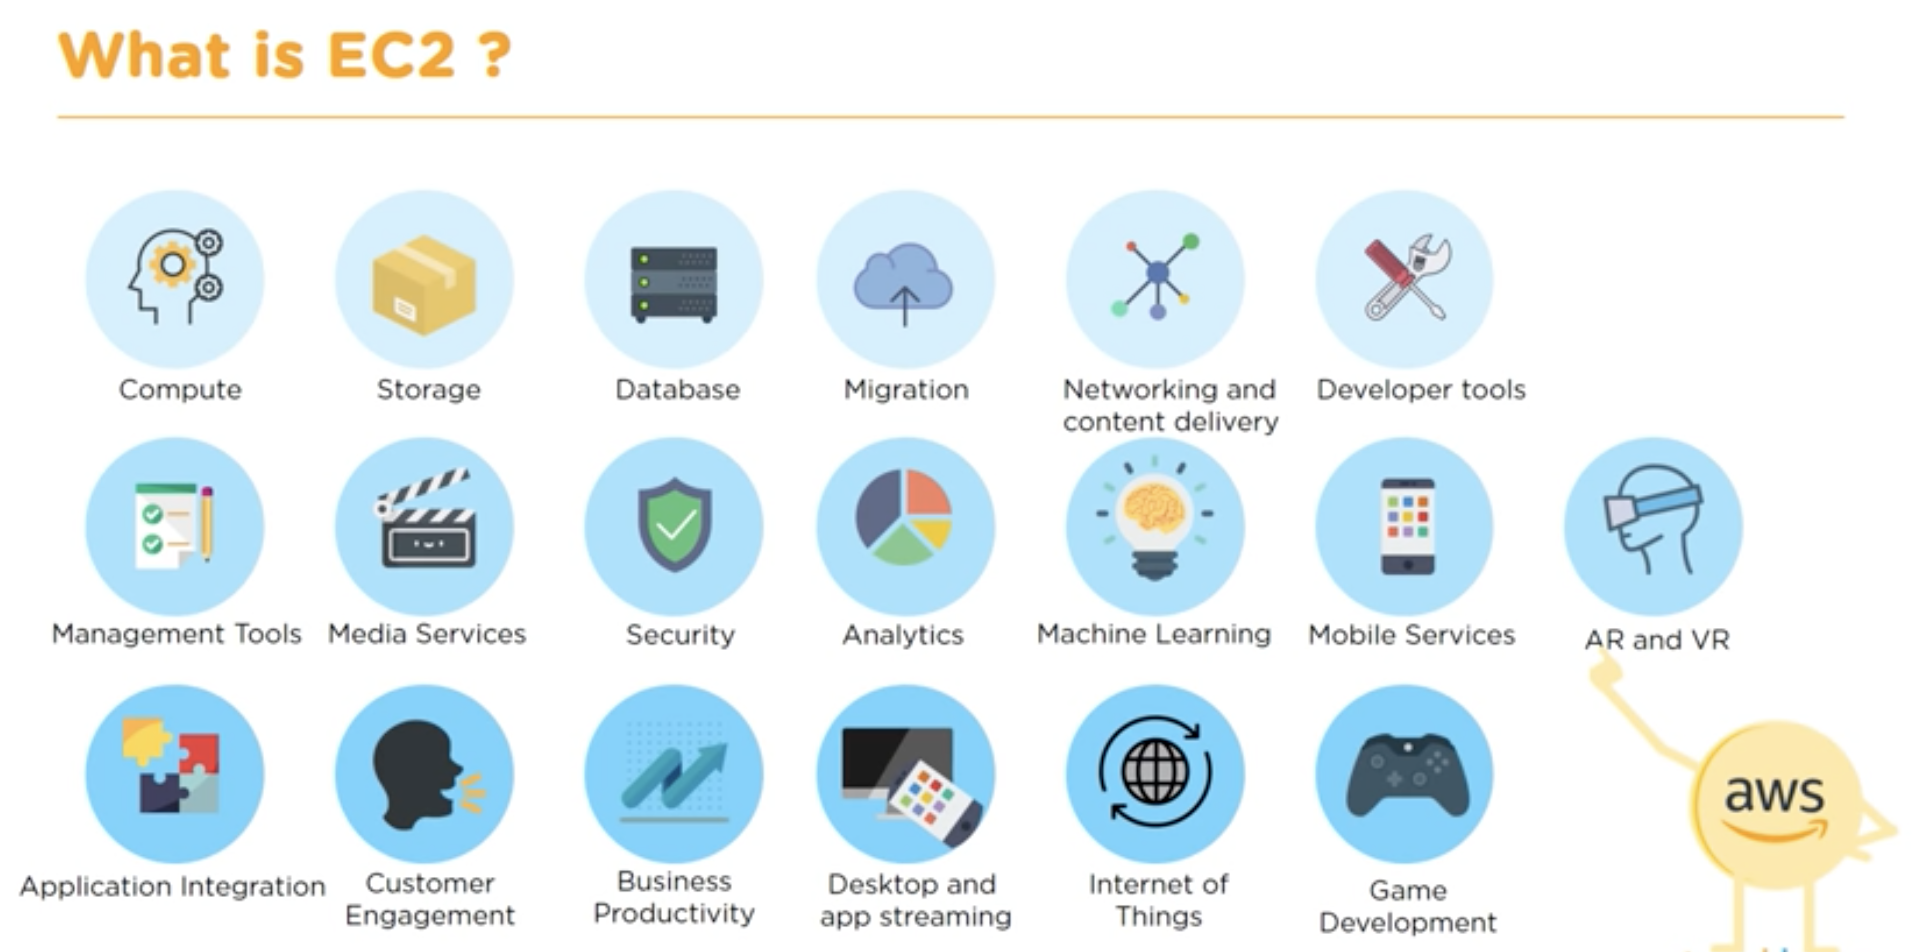 What is EC2 ?
Compute
Storage
Database
Migration
Networking and
content delivery
Developer tools
Management Tools
Media Services
Security
Analytics
Machine Learning
Mobile Services
AR and VR
Application Integration
Customer
Engagement
Business
Productivity
Desktop and
app streaming
Internet of
Things
Game
Development
aws